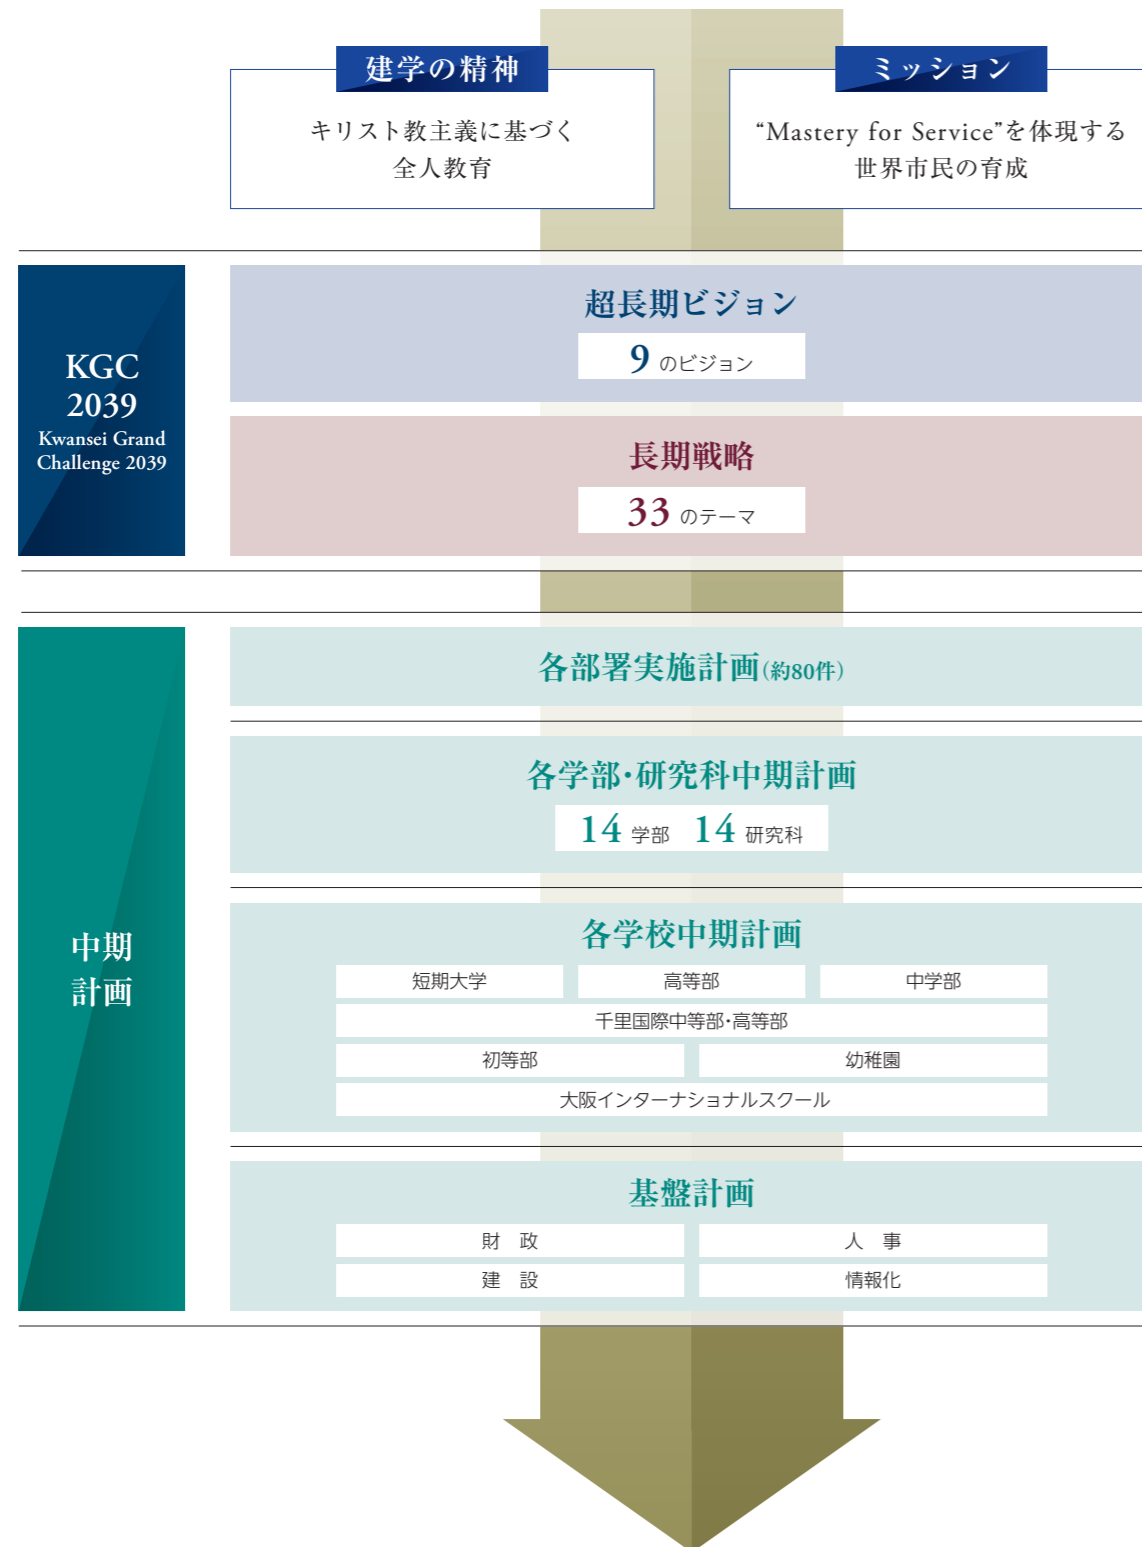 建学の精神
キリスト教主義に基づく
全人教育
ミッション
“Mastery for Service”を体現する
世界市民の育成
KGC
2039
Kwansei Grand
Challenge 2039
超長期ビジョン
9 のビジョン
長期戦略
33 のテーマ
中期
計画
各部署実施計画(約80件)
各学部・研究科中期計画
14 学部 14 研究科
各学校中期計画
短期大学 高等部 中学部
千里国際中等部・高等部
初等部 幼稚園
大阪インターナショナルスクール
基盤計画
財　政 人　事
建　設 情報化